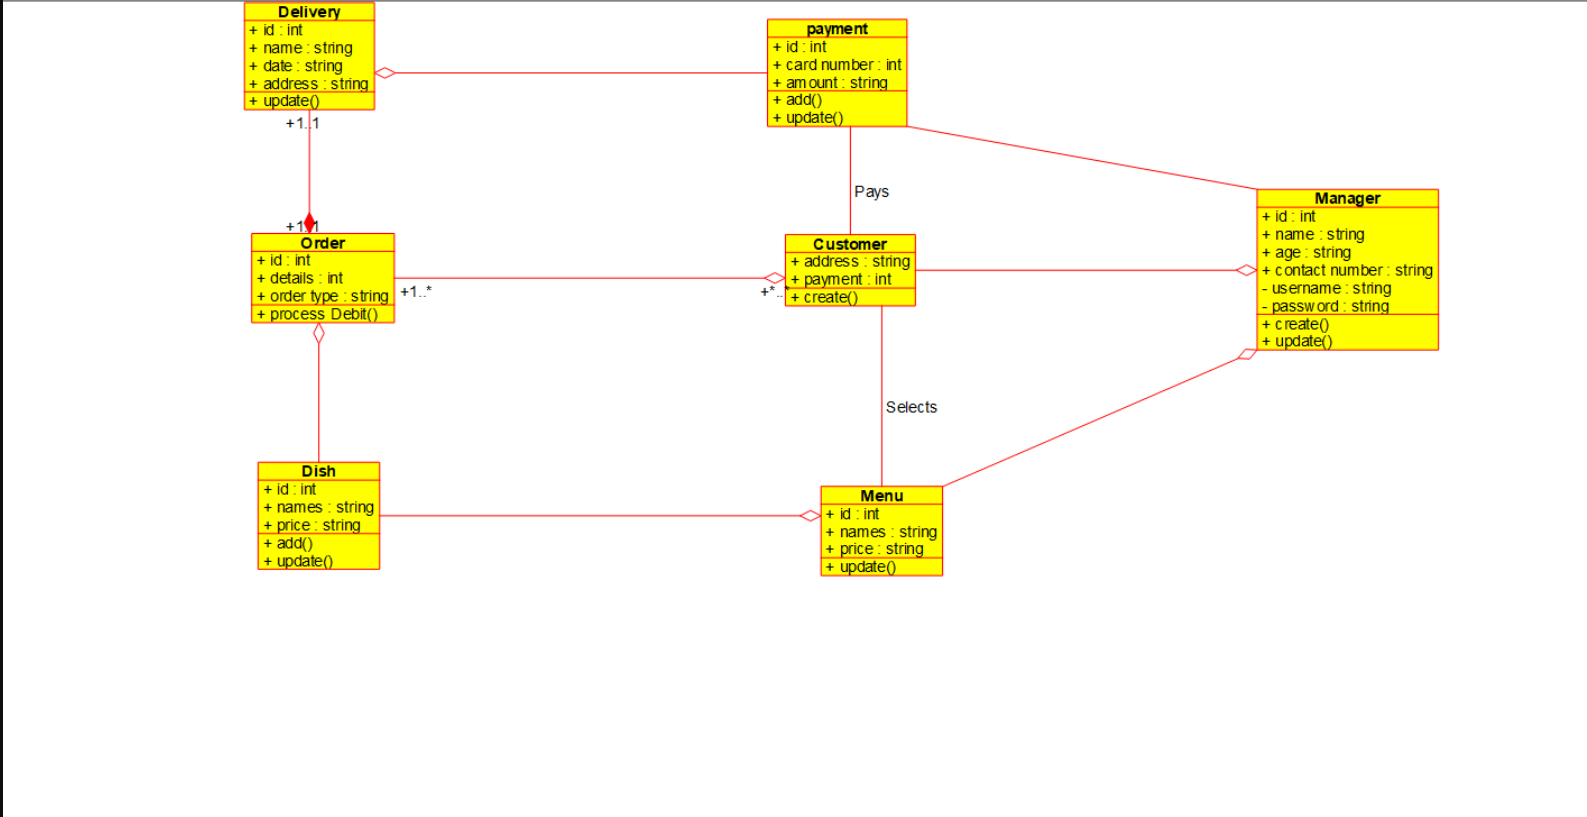 Delivery
+ id : int
+ name : string
+ date : string
+ address : string
+ update()
+1..1
payment
+ id : int
+ card number : int
+ amount : string
+ add()
+ update()
Pays
Manager
+ id : int
+ name : string
+ age : string
+ contact number : string
- username : string
- password : string
+ create()
+ update()
+1..1
Order
+ id : int
+ details : int
+ order type : string
+ process Debit()
+1..*
Customer
+ address : string
+ payment : int
+ create()
Selects
Dish
+ id : int
+ names : string
+ price : string
+ add()
+ update()
Menu
+ id : int
+ names : string
+ price : string
+ update()